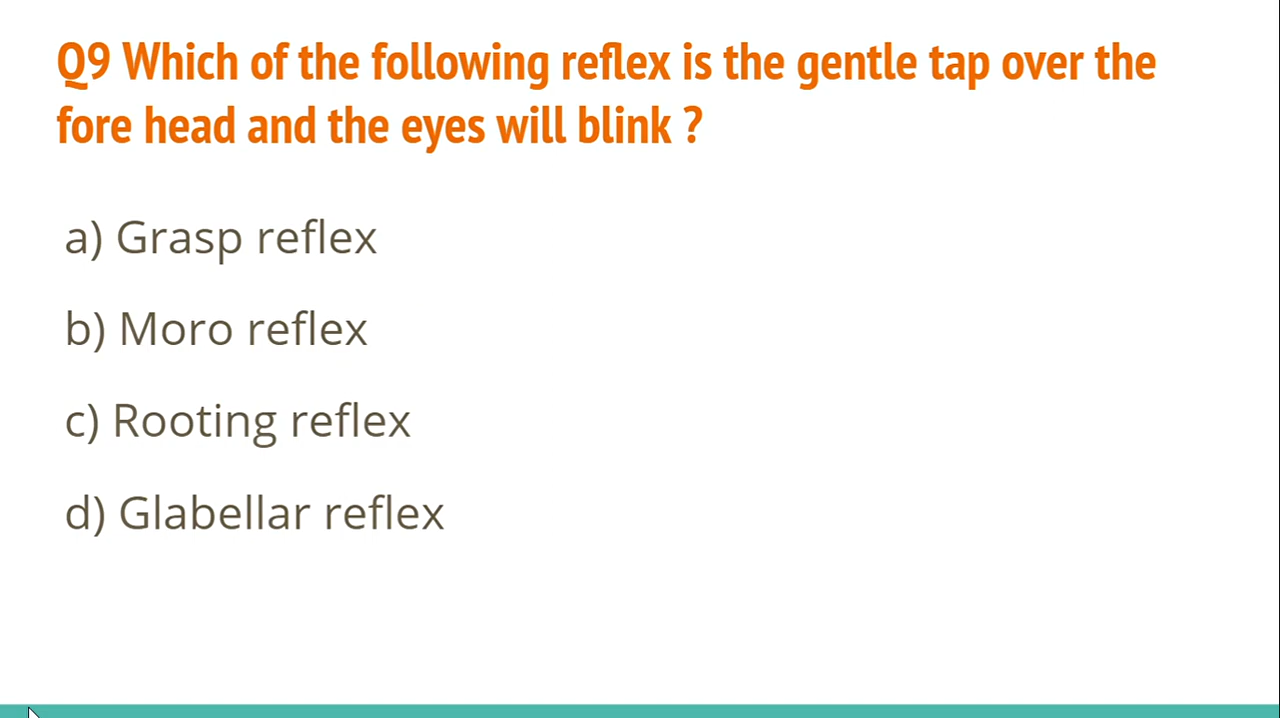 Q9 Which of the following reflex is the gentle tap over the
fore head and the eyes will blink ?
a) Grasp reflex
b) Moro reflex
c) Rooting reflex
d) Glabellar reflex